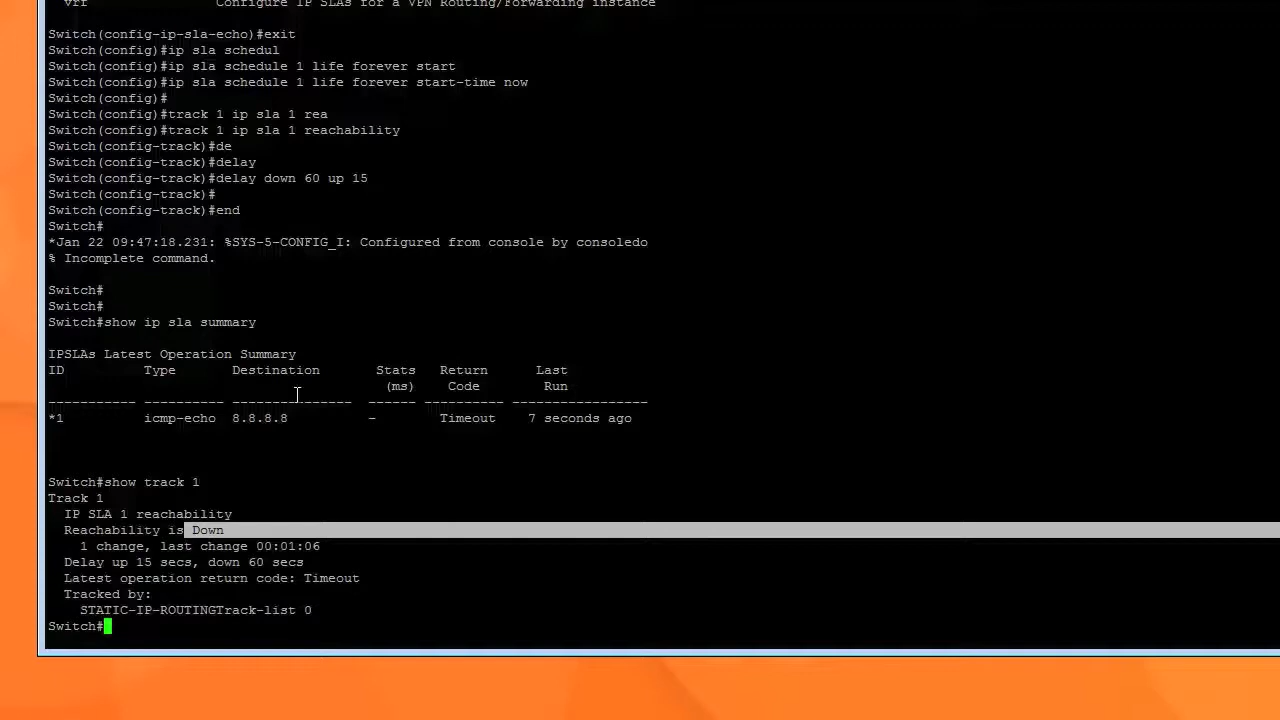 vrf Configure IP SLAs for a VPN Routing/Forwarding instance
Switch(config-ip-sla-echo)#exit
Switch(config)#ip sla schedul
Switch(config)#ip sla schedule 1 life forever start
Switch(config)#ip sla schedule 1 life forever start-time now
Switch(config)#
Switch(config)#track 1 ip sla 1 rea
Switch(config)#track 1 ip sla 1 reachability
Switch(config-track)#de
Switch(config-track)#delay
Switch(config-track)#delay down 60 up 15
Switch(config-track)#
Switch(config-track)#end
Switch#
*Jan 22 09:47:18.231: %SYS-5-CONFIG_I: Configured from console by consoledo
% Incomplete command.
Switch#
Switch#
Switch#show ip sla summary
IPSLAs Latest Operation Summary
ID Type Destination Stats Return Last
(ms) Code Run
----------- ---------- --------------- ------ ---------- -----------------
*1 icmp-echo 8.8.8.8 - Timeout 7 seconds ago
Switch#show track 1
Track 1
IP SLA 1 reachability
Reachability is Down
1 change, last change 00:01:06
Delay up 15 secs, down 60 secs
Latest operation return code: Timeout
Tracked by:
STATIC-IP-ROUTINGTrack-list 0
Switch#